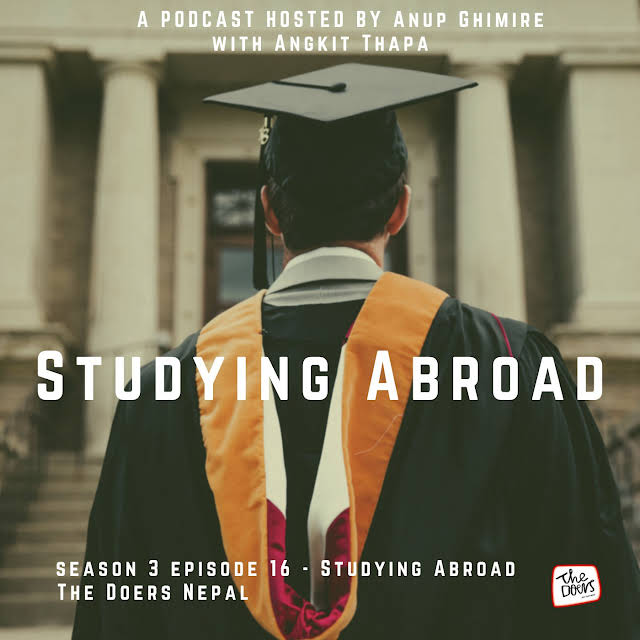 A PODCAST HOSTED BY ANUP GHIMIRE
WITH ANGKIT THAPA
STUDYING ABROAD
SEASON 3 EPISODE 16 - STUDYING ABROAD
THE DOERS NEPAL
The
DOERS